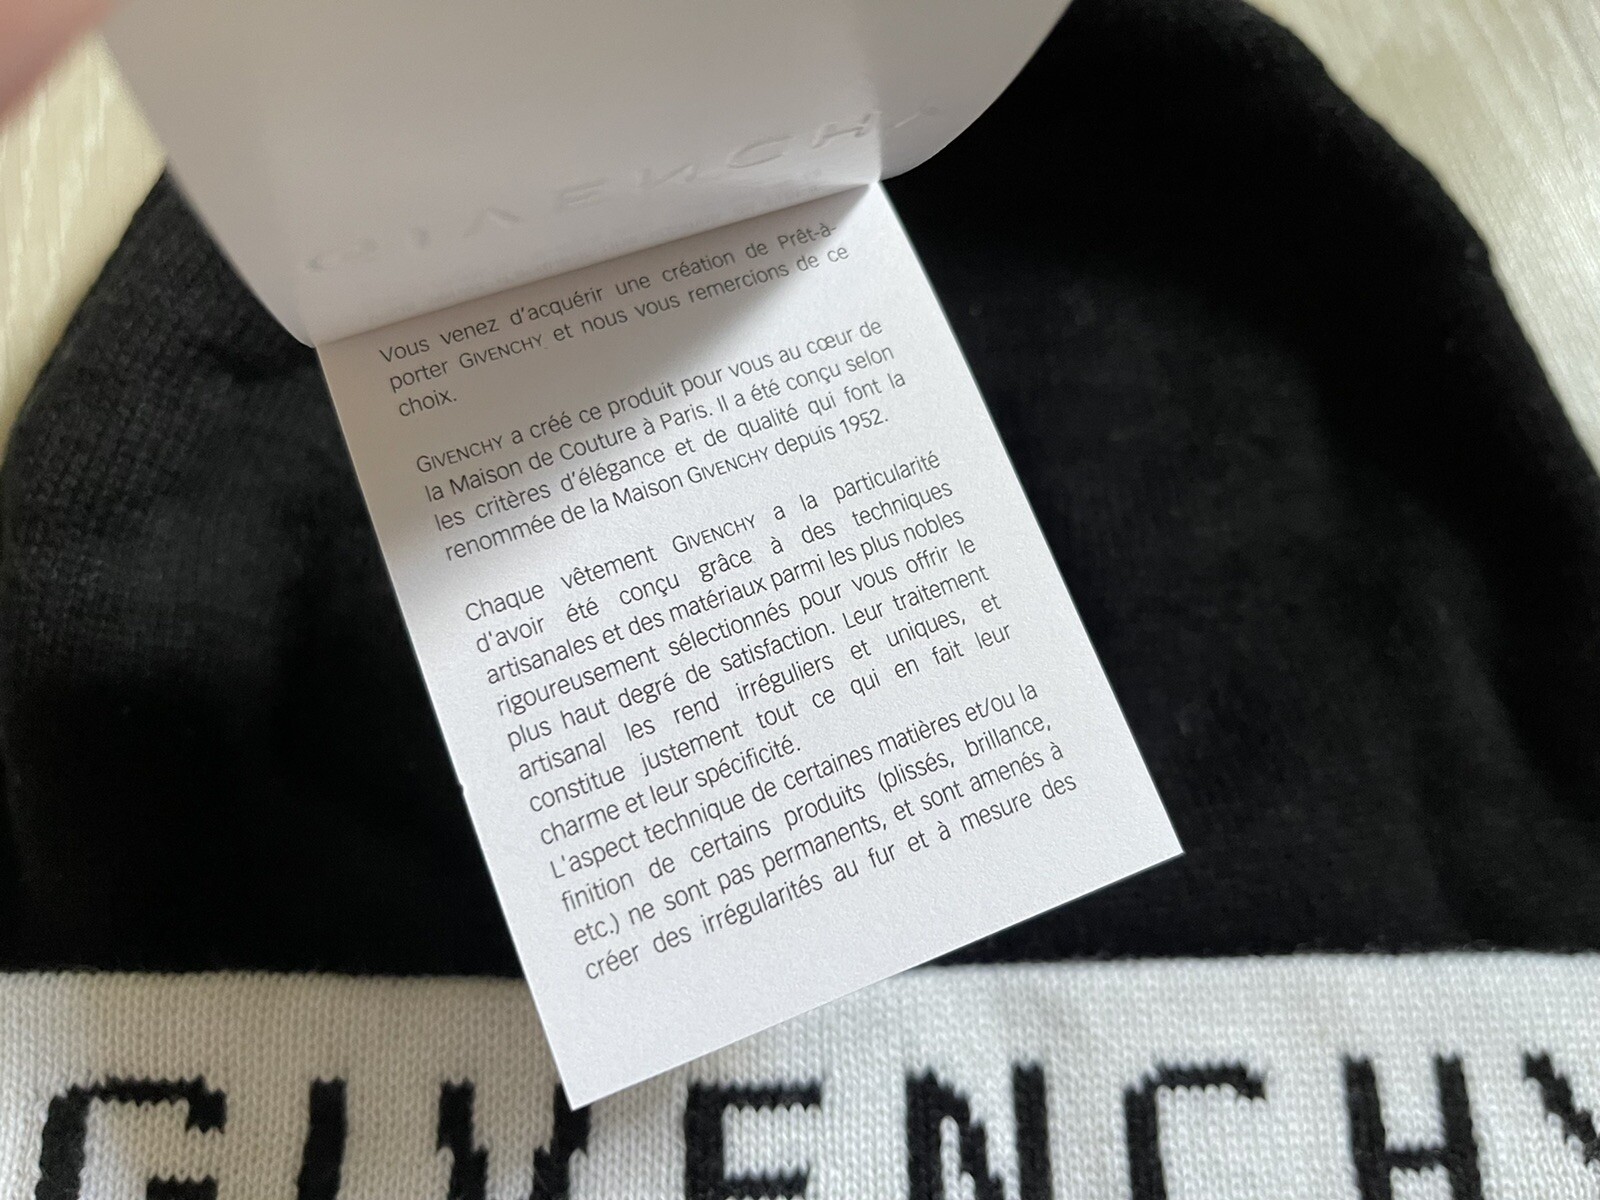 GIVENCHY
Vous venez d'acquérir une création de Prêt-à-
porter GIVENCHY et nous vous remercions de ce
choix.
GIVENCHY a créé ce produit pour vous au cœur de
la Maison de Couture à Paris. Il a été conçu selon
les critères d'élégance et de qualité qui font la
renommée de la Maison GIVENCHY depuis 1952.
Chaque vêtement GIVENCHY a la particularité
d'avoir été conçu grâce à des techniques
artisanales et des matériaux parmi les plus nobles
rigoureusement sélectionnés pour vous offrir le
plus haut degré de satisfaction. Leur traitement
artisanal les rend irréguliers et uniques, et
constitue justement tout ce qui en fait leur
charme et leur spécificité.
L'aspect technique de certaines matières et/ou la
finition de certains produits (plissés, brillance,
etc.) ne sont pas permanents, et sont amenés à
créer des irrégularités au fur et à mesure des
GIVENCHY